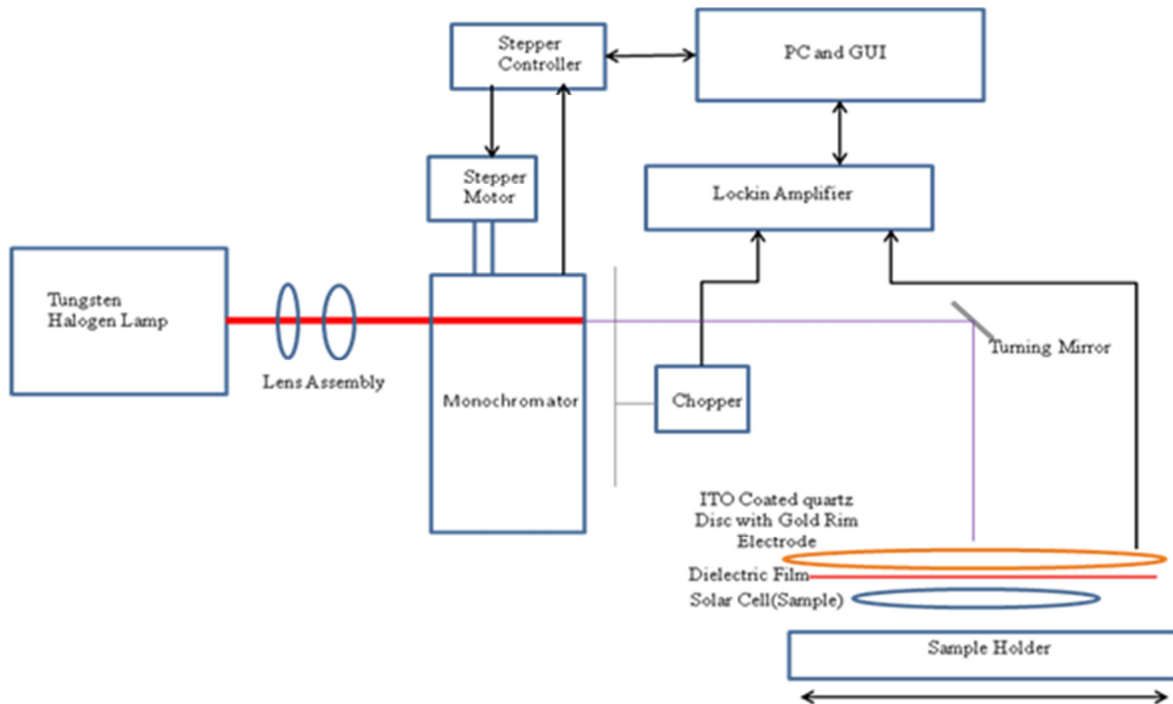 Stepper
Controller
PC and GUI
Stepper
Motor
Lockin Amplifier
Tungsten
Halogen Lamp
Lens Assembly
Monochromator
Chopper
Turning Mirror
ITO Coated quartz
Disc with Gold Rim
Electrode
Dielectric Film
Solar Cell(Sample)
Sample Holder